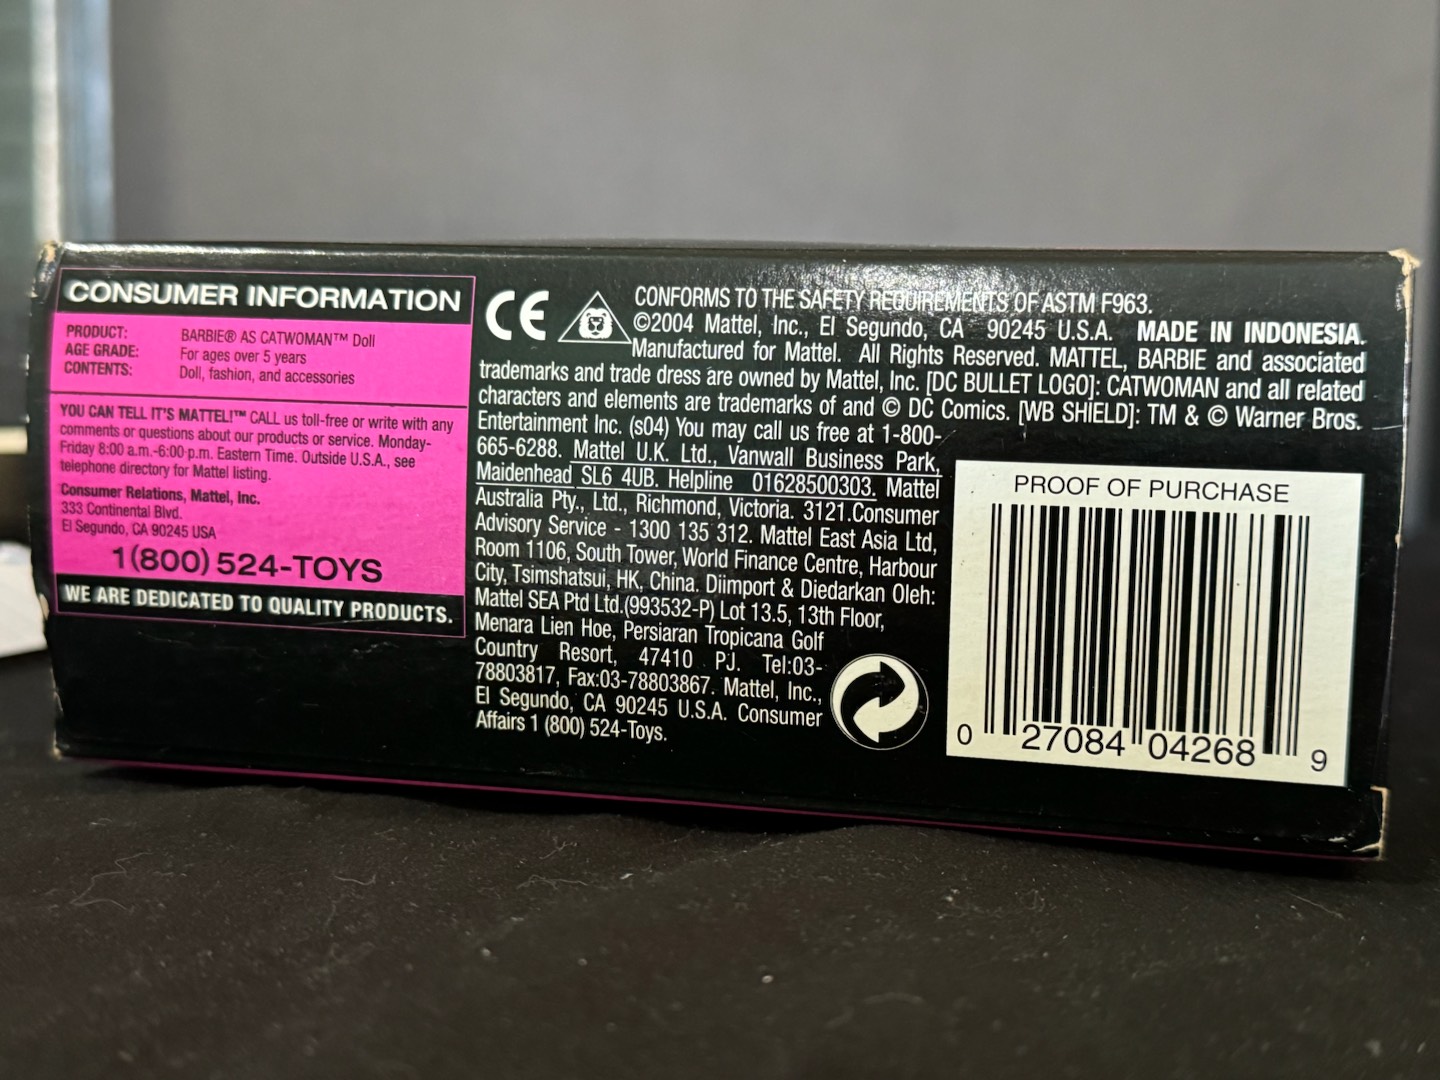 CONSUMER INFORMATION
PRODUCT: BARBIE® AS CATWOMAN™ Doll
AGE GRADE: For ages over 5 years
CONTENTS: Doll, fashion, and accessories
YOU CAN TELL IT'S MATTEL!™ CALL us toll-free or write with any
comments or questions about our products or service. Monday-
Friday 8:00 a.m.-6:00 p.m. Eastern Time. Outside U.S.A., see
telephone directory for Mattel listing.
Consumer Relations, Mattel, Inc.
333 Continental Blvd.
El Segundo, CA 90245 USA
1(800) 524-TOYS
WE ARE DEDICATED TO QUALITY PRODUCTS.
CE
CONFORMS TO THE SAFETY REQUIREMENTS OF ASTM F963.
©2004 Mattel, Inc., El Segundo, CA 90245 U.S.A. MADE IN INDONESIA.
Manufactured for Mattel. All Rights Reserved. MATTEL, BARBIE and associated
trademarks and trade dress are owned by Mattel, Inc. [DC BULLET LOGO]: CATWOMAN and all related
characters and elements are trademarks of and © DC Comics. [WB SHIELD]: TM & © Warner Bros.
Entertainment Inc. (s04) You may call us free at 1-800-
665-6288. Mattel U.K. Ltd., Vanwall Business Park,
Maidenhead SL6 4UB. Helpline 01628500303. Mattel
Australia Pty., Ltd., Richmond, Victoria. 3121.Consumer
Advisory Service - 1300 135 312. Mattel East Asia Ltd,
Room 1106, South Tower, World Finance Centre, Harbour
City, Tsimshatsui, HK, China. Diimport & Diedarkan Oleh:
Mattel SEA Ptd Ltd.(993532-P) Lot 13.5, 13th Floor,
Menara Lien Hoe, Persiaran Tropicana Golf
Country Resort, 47410 PJ. Tel:03-
78803817, Fax:03-78803867. Mattel, Inc.,
El Segundo, CA 90245 U.S.A. Consumer
Affairs 1 (800) 524-Toys.
PROOF OF PURCHASE
0 27084 04268 9